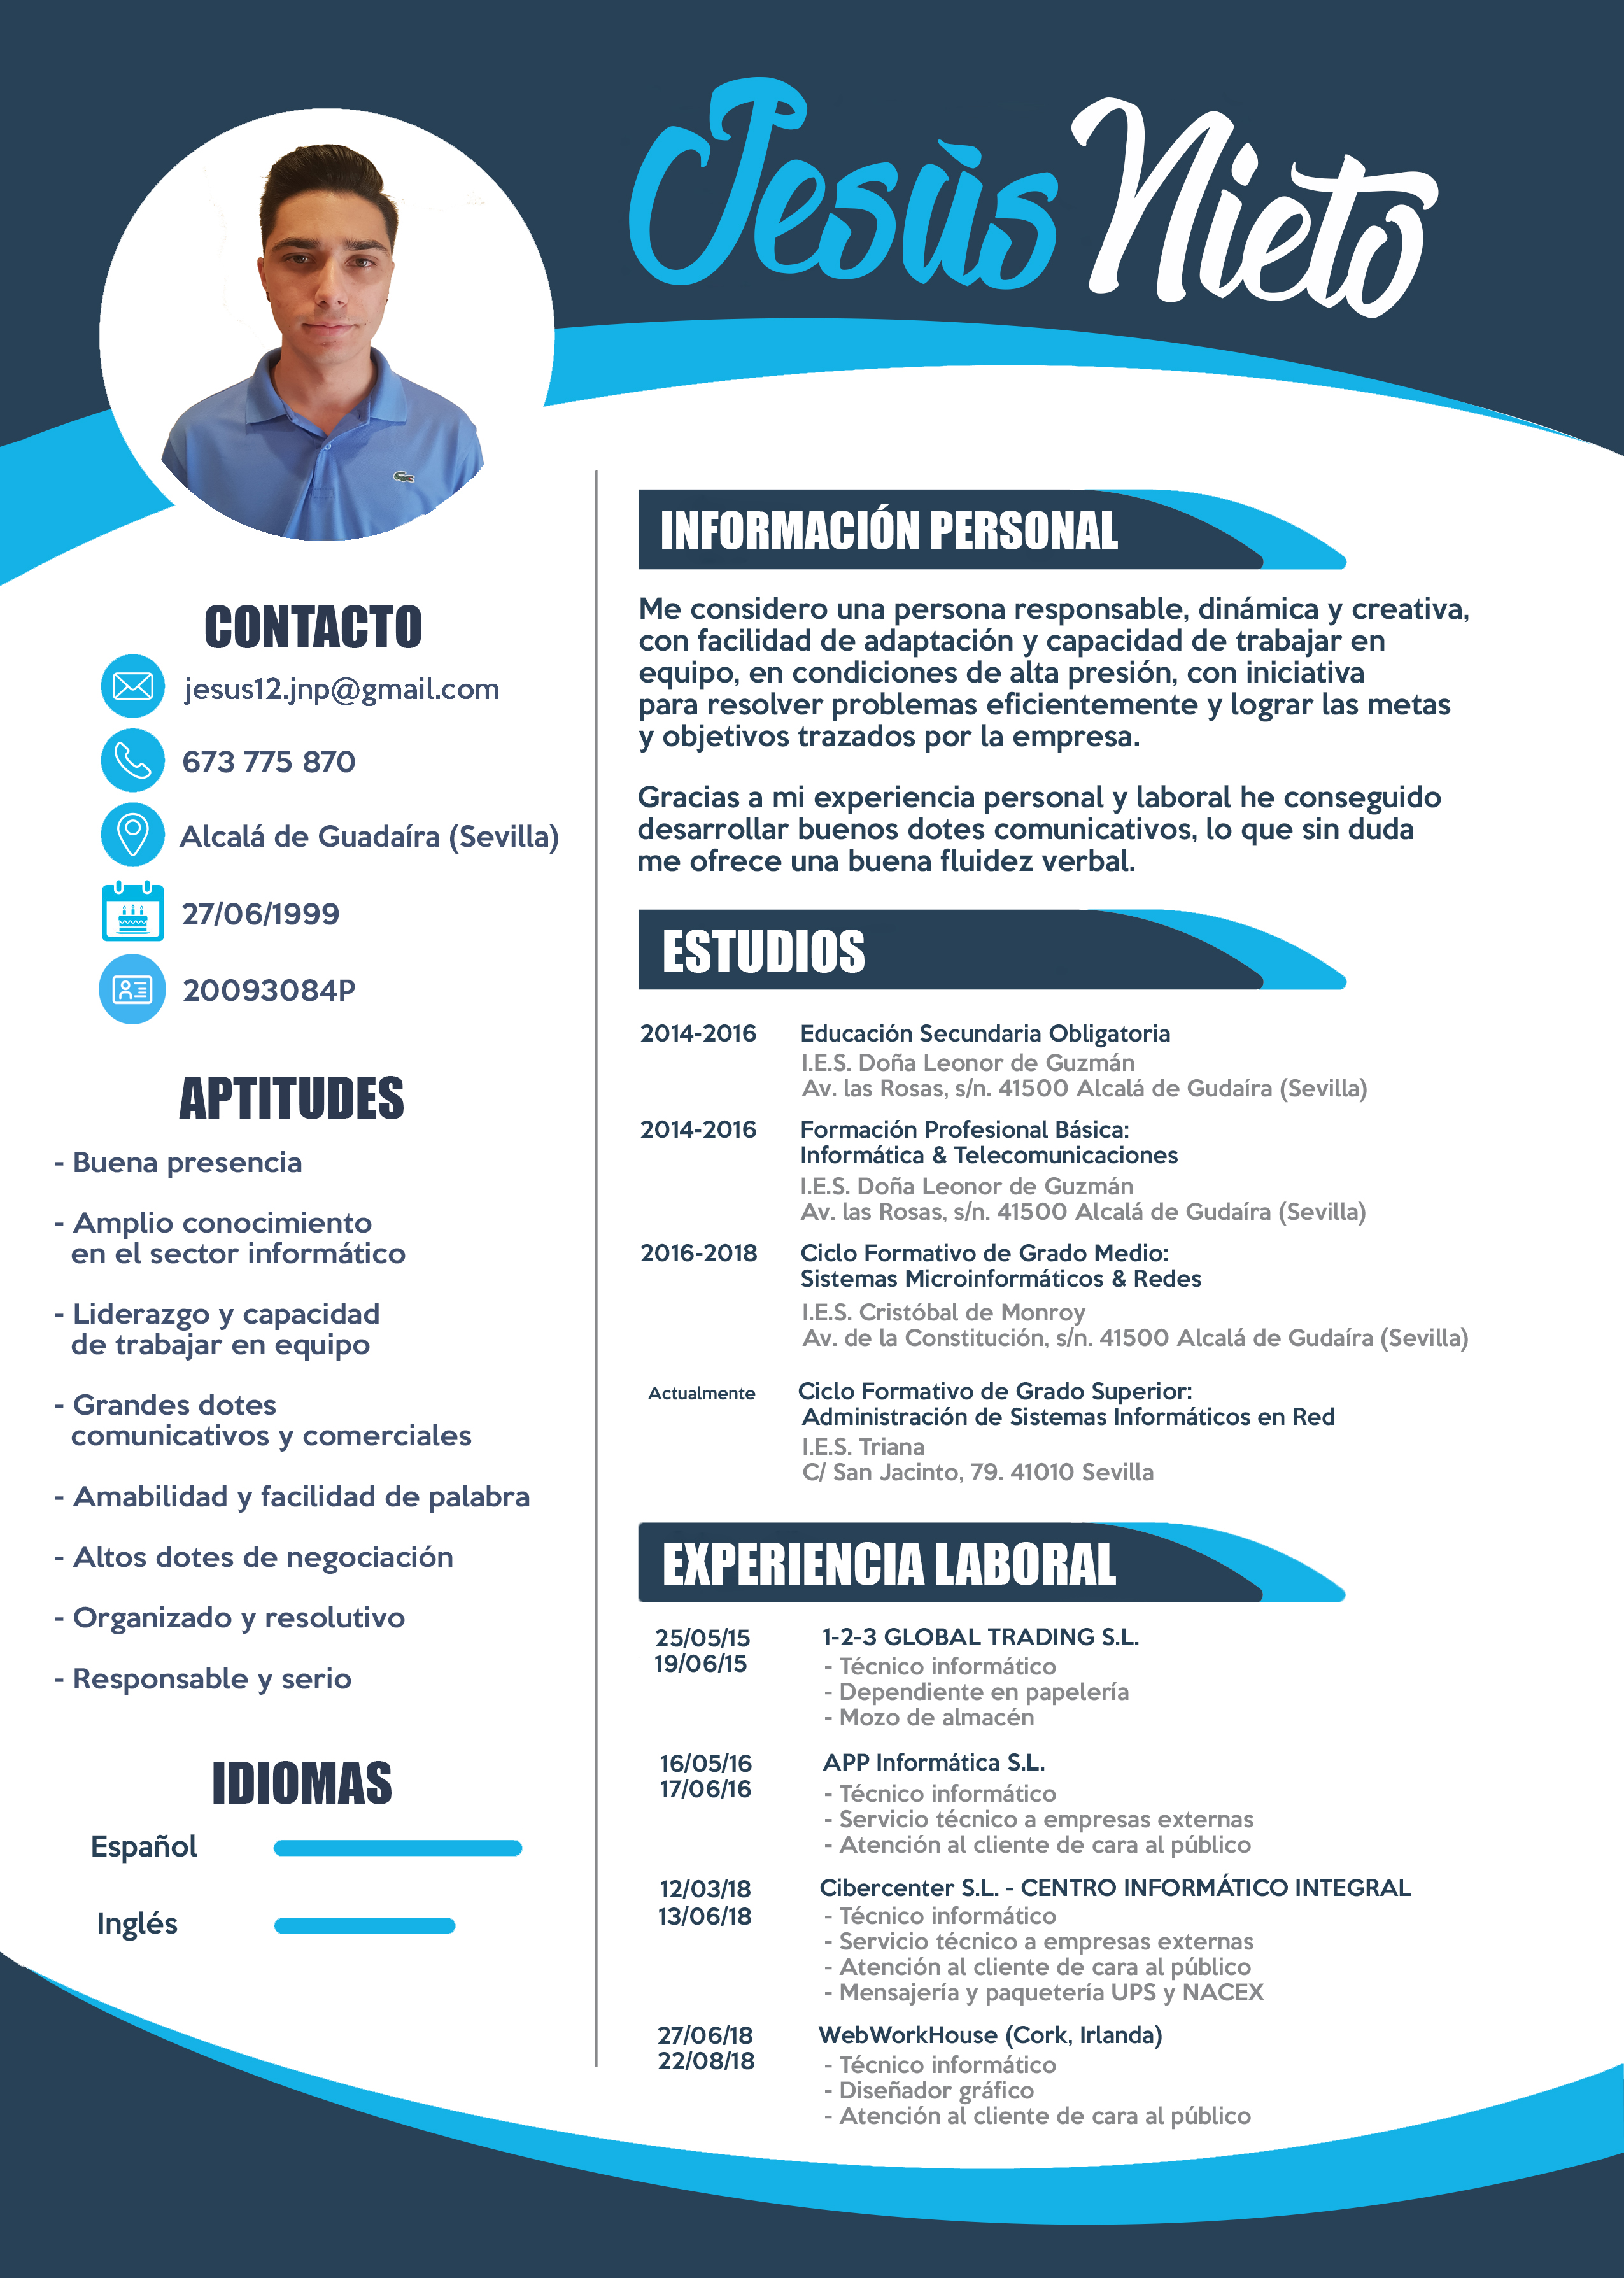 Jesùs Nieto
CONTACTO
jesus12.jnp@gmail.com
673 775 870
Alcalá de Guadaíra (Sevilla)
27/06/1999
20093084P
APTITUDES
- Buena presencia
- Amplio conocimiento
en el sector informático
- Liderazgo y capacidad
de trabajar en equipo
- Grandes dotes
comunicativos y comerciales
- Amabilidad y facilidad de palabra
- Altos dotes de negociación
- Organizado y resolutivo
- Responsable y serio
IDIOMAS
Español
Inglés
INFORMACIÓN PERSONAL
Me considero una persona responsable, dinámica y creativa,
con facilidad de adaptación y capacidad de trabajar en
equipo, en condiciones de alta presión, con iniciativa
para resolver problemas eficientemente y lograr las metas
y objetivos trazados por la empresa.
Gracias a mi experiencia personal y laboral he conseguido
desarrollar buenos dotes comunicativos, lo que sin duda
me ofrece una buena fluidez verbal.
ESTUDIOS
2014-2016 Educación Secundaria Obligatoria
I.E.S. Doña Leonor de Guzmán
Av. las Rosas, s/n. 41500 Alcalá de Gudaíra (Sevilla)
2014-2016 Formación Profesional Básica:
Informática & Telecomunicaciones
I.E.S. Doña Leonor de Guzmán
Av. las Rosas, s/n. 41500 Alcalá de Gudaíra (Sevilla)
2016-2018 Ciclo Formativo de Grado Medio:
Sistemas Microinformáticos & Redes
I.E.S. Cristóbal de Monroy
Av. de la Constitución, s/n. 41500 Alcalá de Gudaíra (Sevilla)
Actualmente Ciclo Formativo de Grado Superior:
Administración de Sistemas Informáticos en Red
I.E.S. Triana
C/ San Jacinto, 79. 41010 Sevilla
EXPERIENCIA LABORAL
25/05/15 1-2-3 GLOBAL TRADING S.L.
19/06/15 - Técnico informático
- Dependiente en papelería
- Mozo de almacén
16/05/16 APP Informática S.L.
17/06/16 - Técnico informático
- Servicio técnico a empresas externas
- Atención al cliente de cara al público
12/03/18 Cibercenter S.L. - CENTRO INFORMÁTICO INTEGRAL
13/06/18 - Técnico informático
- Servicio técnico a empresas externas
- Atención al cliente de cara al público
- Mensajería y paquetería UPS y NACEX
27/06/18 WebWorkHouse (Cork, Irlanda)
22/08/18 - Técnico informático
- Diseñador gráfico
- Atención al cliente de cara al público